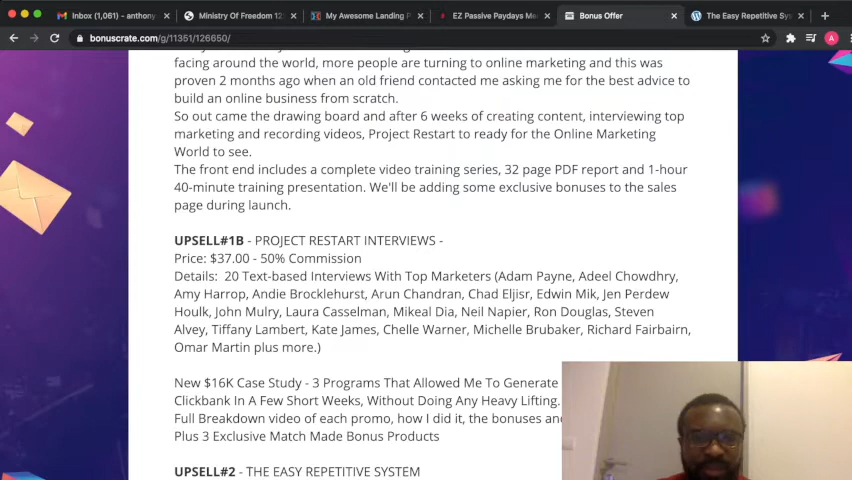 Inbox (1,061) - anthony
Ministry Of Freedom 12
My Awesome Landing P
EZ Passive Paydays Me
Bonus Offer
The Easy Repetitive Sys
bonuscrate.com/g/11351/126650/
A
facing around the world, more people are turning to online marketing and this was
proven 2 months ago when an old friend contacted me asking me for the best advice to
build an online business from scratch.
So out came the drawing board and after 6 weeks of creating content, interviewing top
marketing and recording videos, Project Restart to ready for the Online Marketing
World to see.
The front end includes a complete video training series, 32 page PDF report and 1-hour
40-minute training presentation. We'll be adding some exclusive bonuses to the sales
page during launch.
UPSELL#1B - PROJECT RESTART INTERVIEWS -
Price: $37.00 - 50% Commission
Details: 20 Text-based Interviews With Top Marketers (Adam Payne, Adeel Chowdhry,
Amy Harrop, Andie Brocklehurst, Arun Chandran, Chad Eljisr, Edwin Mik, Jen Perdew
Houlk, John Mulry, Laura Casselman, Mikeal Dia, Neil Napier, Ron Douglas, Steven
Alvey, Tiffany Lambert, Kate James, Chelle Warner, Michelle Brubaker, Richard Fairbairn,
Omar Martin plus more.)
New $16K Case Study - 3 Programs That Allowed Me To Generate
Clickbank In A Few Short Weeks, Without Doing Any Heavy Lifting.
Full Breakdown video of each promo, how I did it, the bonuses an
Plus 3 Exclusive Match Made Bonus Products
UPSELL#2 - THE EASY REPETITIVE SYSTEM